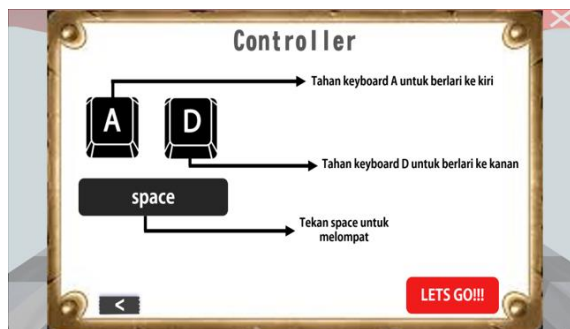 Controller
Tahan keyboard A untuk berlari ke kiri
A
D
Tahan keyboard D untuk berlari ke kanan
space
Tekan space untuk
melompat
<
LETS GO!!!